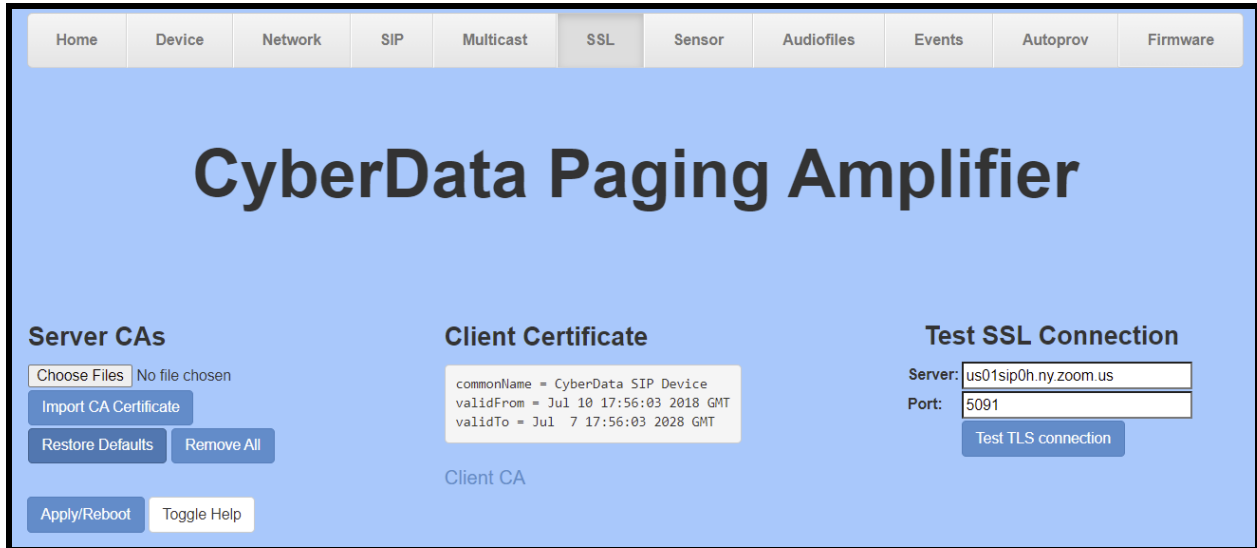 Home Device Network SIP Multicast SSL Sensor Audiofiles Events Autoprov Firmware
CyberData Paging Amplifier
Server CAs
Choose Files No file chosen
Import CA Certificate
Restore Defaults Remove All
Apply/Reboot Toggle Help
Client Certificate
commonName = CyberData SIP Device
validFrom = Jul 10 17:56:03 2018 GMT
validTo = Jul  7 17:56:03 2028 GMT
Client CA
Test SSL Connection
Server: us01sip0h.ny.zoom.us
Port: 5091
Test TLS connection